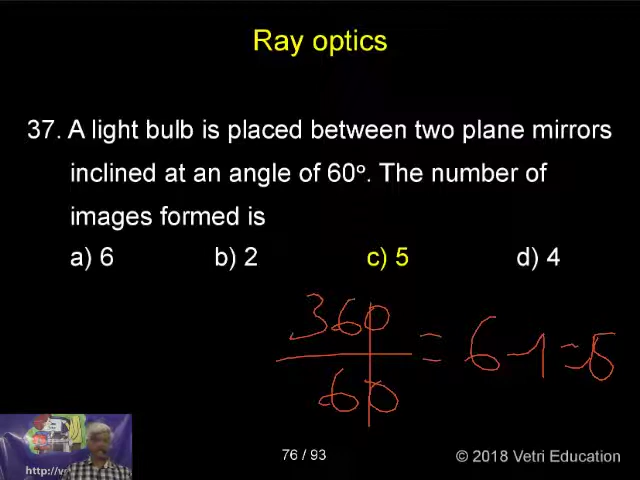 Ray optics
37. A light bulb is placed between two plane mirrors
inclined at an angle of 60°. The number of
images formed is
a) 6 b) 2 c) 5 d) 4
360
60
= 6-1=5
http://v
76 / 93
© 2018 Vetri Education